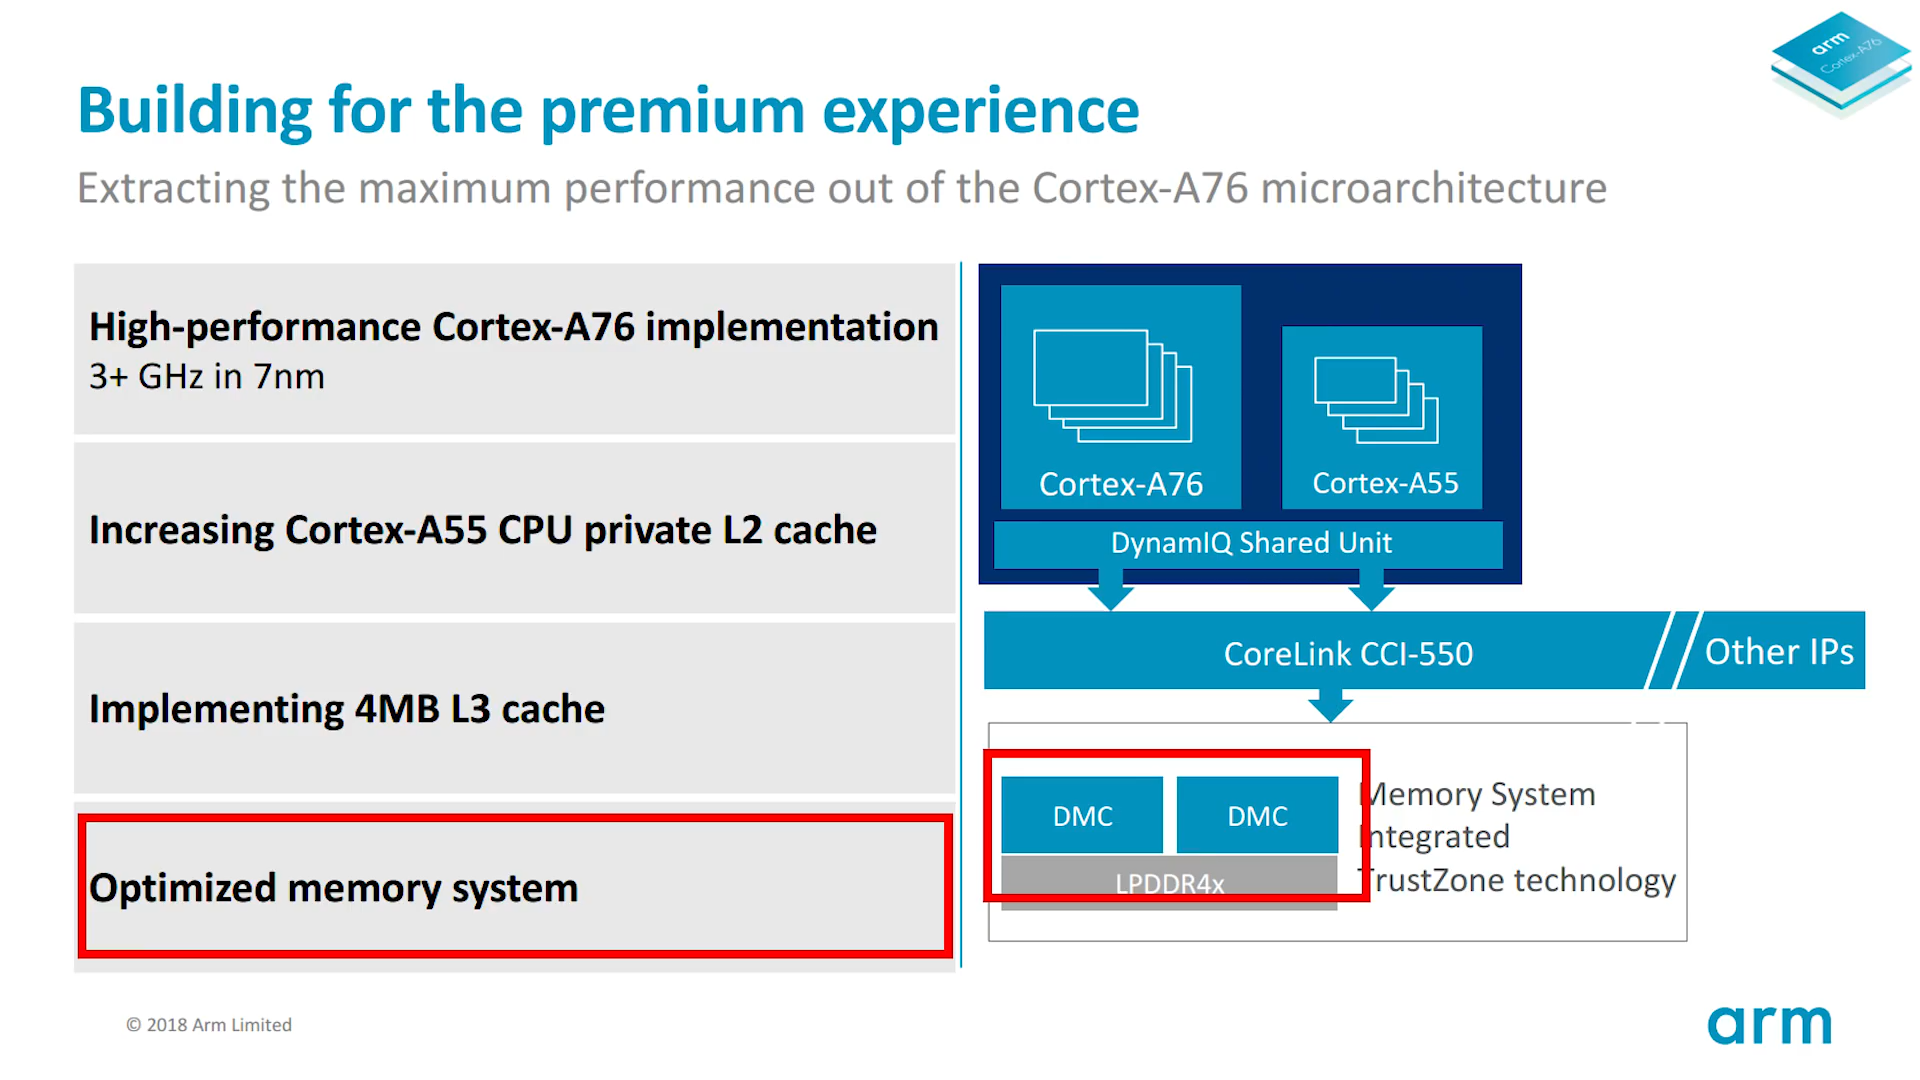 arm
Cortex-A76
Building for the premium experience
Extracting the maximum performance out of the Cortex-A76 microarchitecture
High-performance Cortex-A76 implementation
3+ GHz in 7nm
Increasing Cortex-A55 CPU private L2 cache
Implementing 4MB L3 cache
Optimized memory system
Cortex-A76
Cortex-A55
DynamIQ Shared Unit
CoreLink CCI-550
Other IPs
DMC
DMC
LPDDR4x
Memory System
Integrated
TrustZone technology
© 2018 Arm Limited
arm